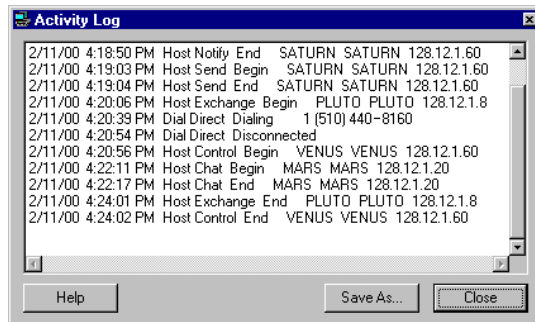 Activity Log
2/11/00 4:18:50 PM Host Notify End SATURN SATURN 128.12.1.60
2/11/00 4:19:03 PM Host Send Begin SATURN SATURN 128.12.1.60
2/11/00 4:19:04 PM Host Send End SATURN SATURN 128.12.1.60
2/11/00 4:20:06 PM Host Exchange Begin PLUTO PLUTO 128.12.1.8
2/11/00 4:20:39 PM Dial Direct Dialing 1 (510) 440-8160
2/11/00 4:20:54 PM Dial Direct Disconnected
2/11/00 4:20:56 PM Host Control Begin VENUS VENUS 128.12.1.60
2/11/00 4:22:11 PM Host Chat Begin MARS MARS 128.12.1.20
2/11/00 4:22:17 PM Host Chat End MARS MARS 128.12.1.20
2/11/00 4:24:01 PM Host Exchange End PLUTO PLUTO 128.12.1.8
2/11/00 4:24:02 PM Host Control End VENUS VENUS 128.12.1.60
Help Save As... Close